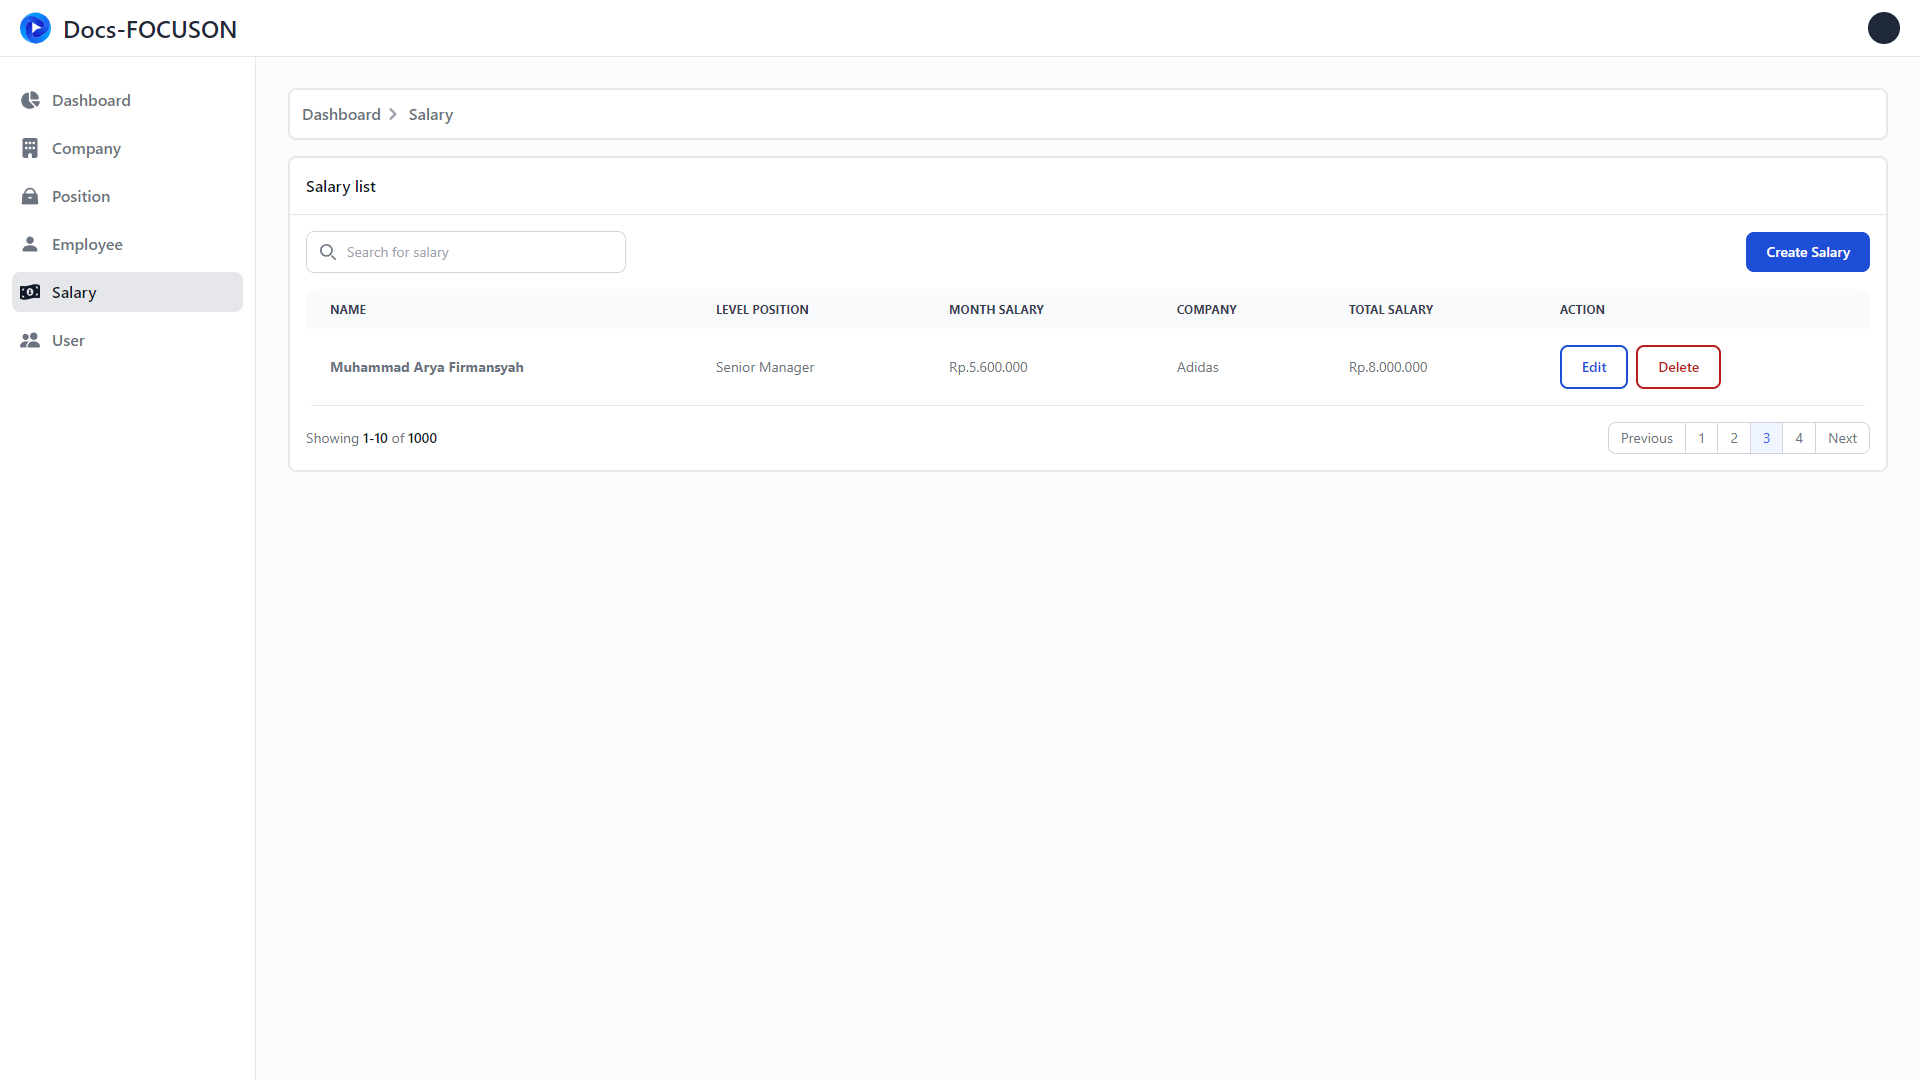 Docs-FOCUSON
Dashboard
Company
Position
Employee
Salary
User
Dashboard Salary
Salary list
Search for salary
Create Salary
NAME LEVEL POSITION MONTH SALARY COMPANY TOTAL SALARY ACTION
Muhammad Arya Firmansyah Senior Manager Rp.5.600.000 Adidas Rp.8.000.000 Edit Delete
Showing 1-10 of 1000
Previous 1 2 3 4 Next